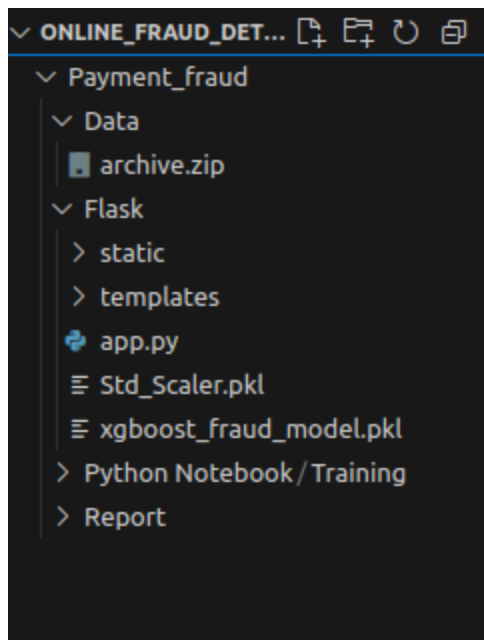 ONLINE_FRAUD_DET...
Payment_fraud
Data
archive.zip
Flask
static
templates
app.py
Std_Scaler.pkl
xgboost_fraud_model.pkl
Python Notebook / Training
Report